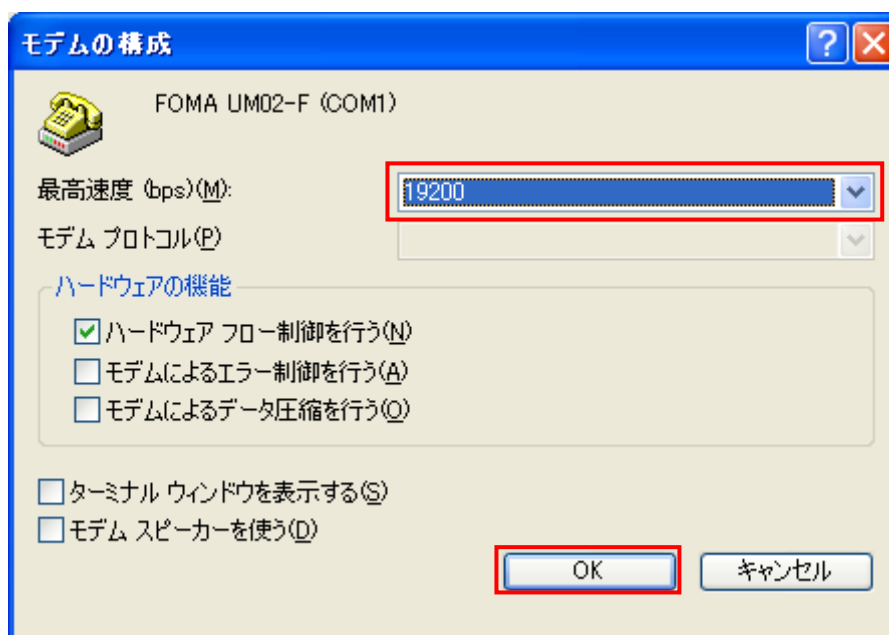 モデムの構成
FOMA UM02-F (COM1)
最高速度 (bps)(M):
19200
モデム プロトコル(P)
ハードウェアの機能
ハードウェア フロー制御を行う(N)
モデムによるエラー制御を行う(A)
モデムによるデータ圧縮を行う(O)
ターミナル ウィンドウを表示する(S)
モデム スピーカーを使う(D)
OK
キャンセル